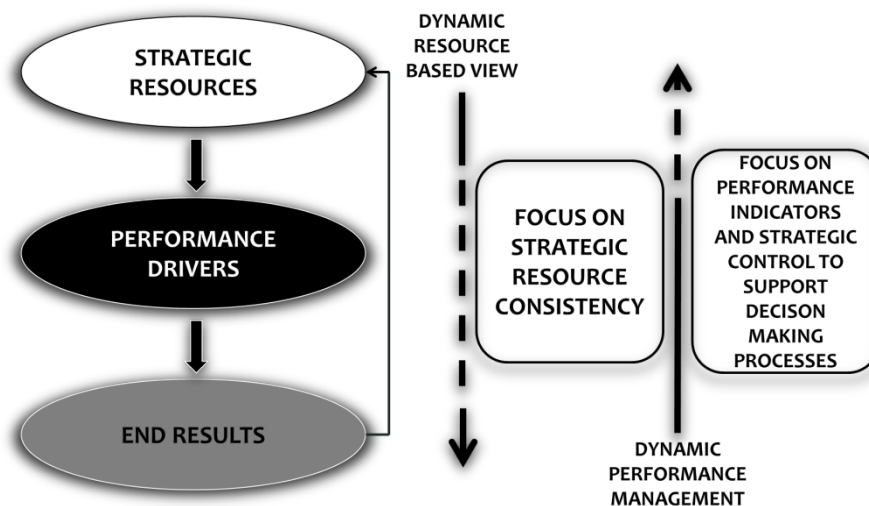 STRATEGIC
RESOURCES
PERFORMANCE
DRIVERS
END RESULTS
DYNAMIC
RESOURCE
BASED VIEW
FOCUS ON
STRATEGIC
RESOURCE
CONSISTENCY
FOCUS ON
PERFORMANCE
INDICATORS
AND STRATEGIC
CONTROL TO
SUPPORT
DECISON
MAKING
PROCESSES
DYNAMIC
PERFORMANCE
MANAGEMENT